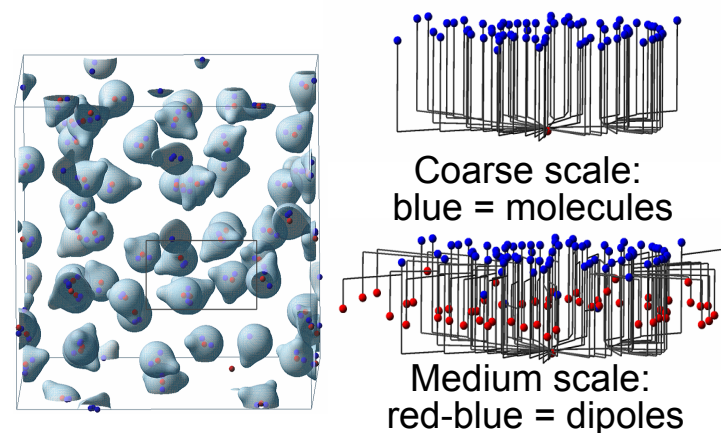 Coarse scale:
blue = molecules
Medium scale:
red-blue = dipoles